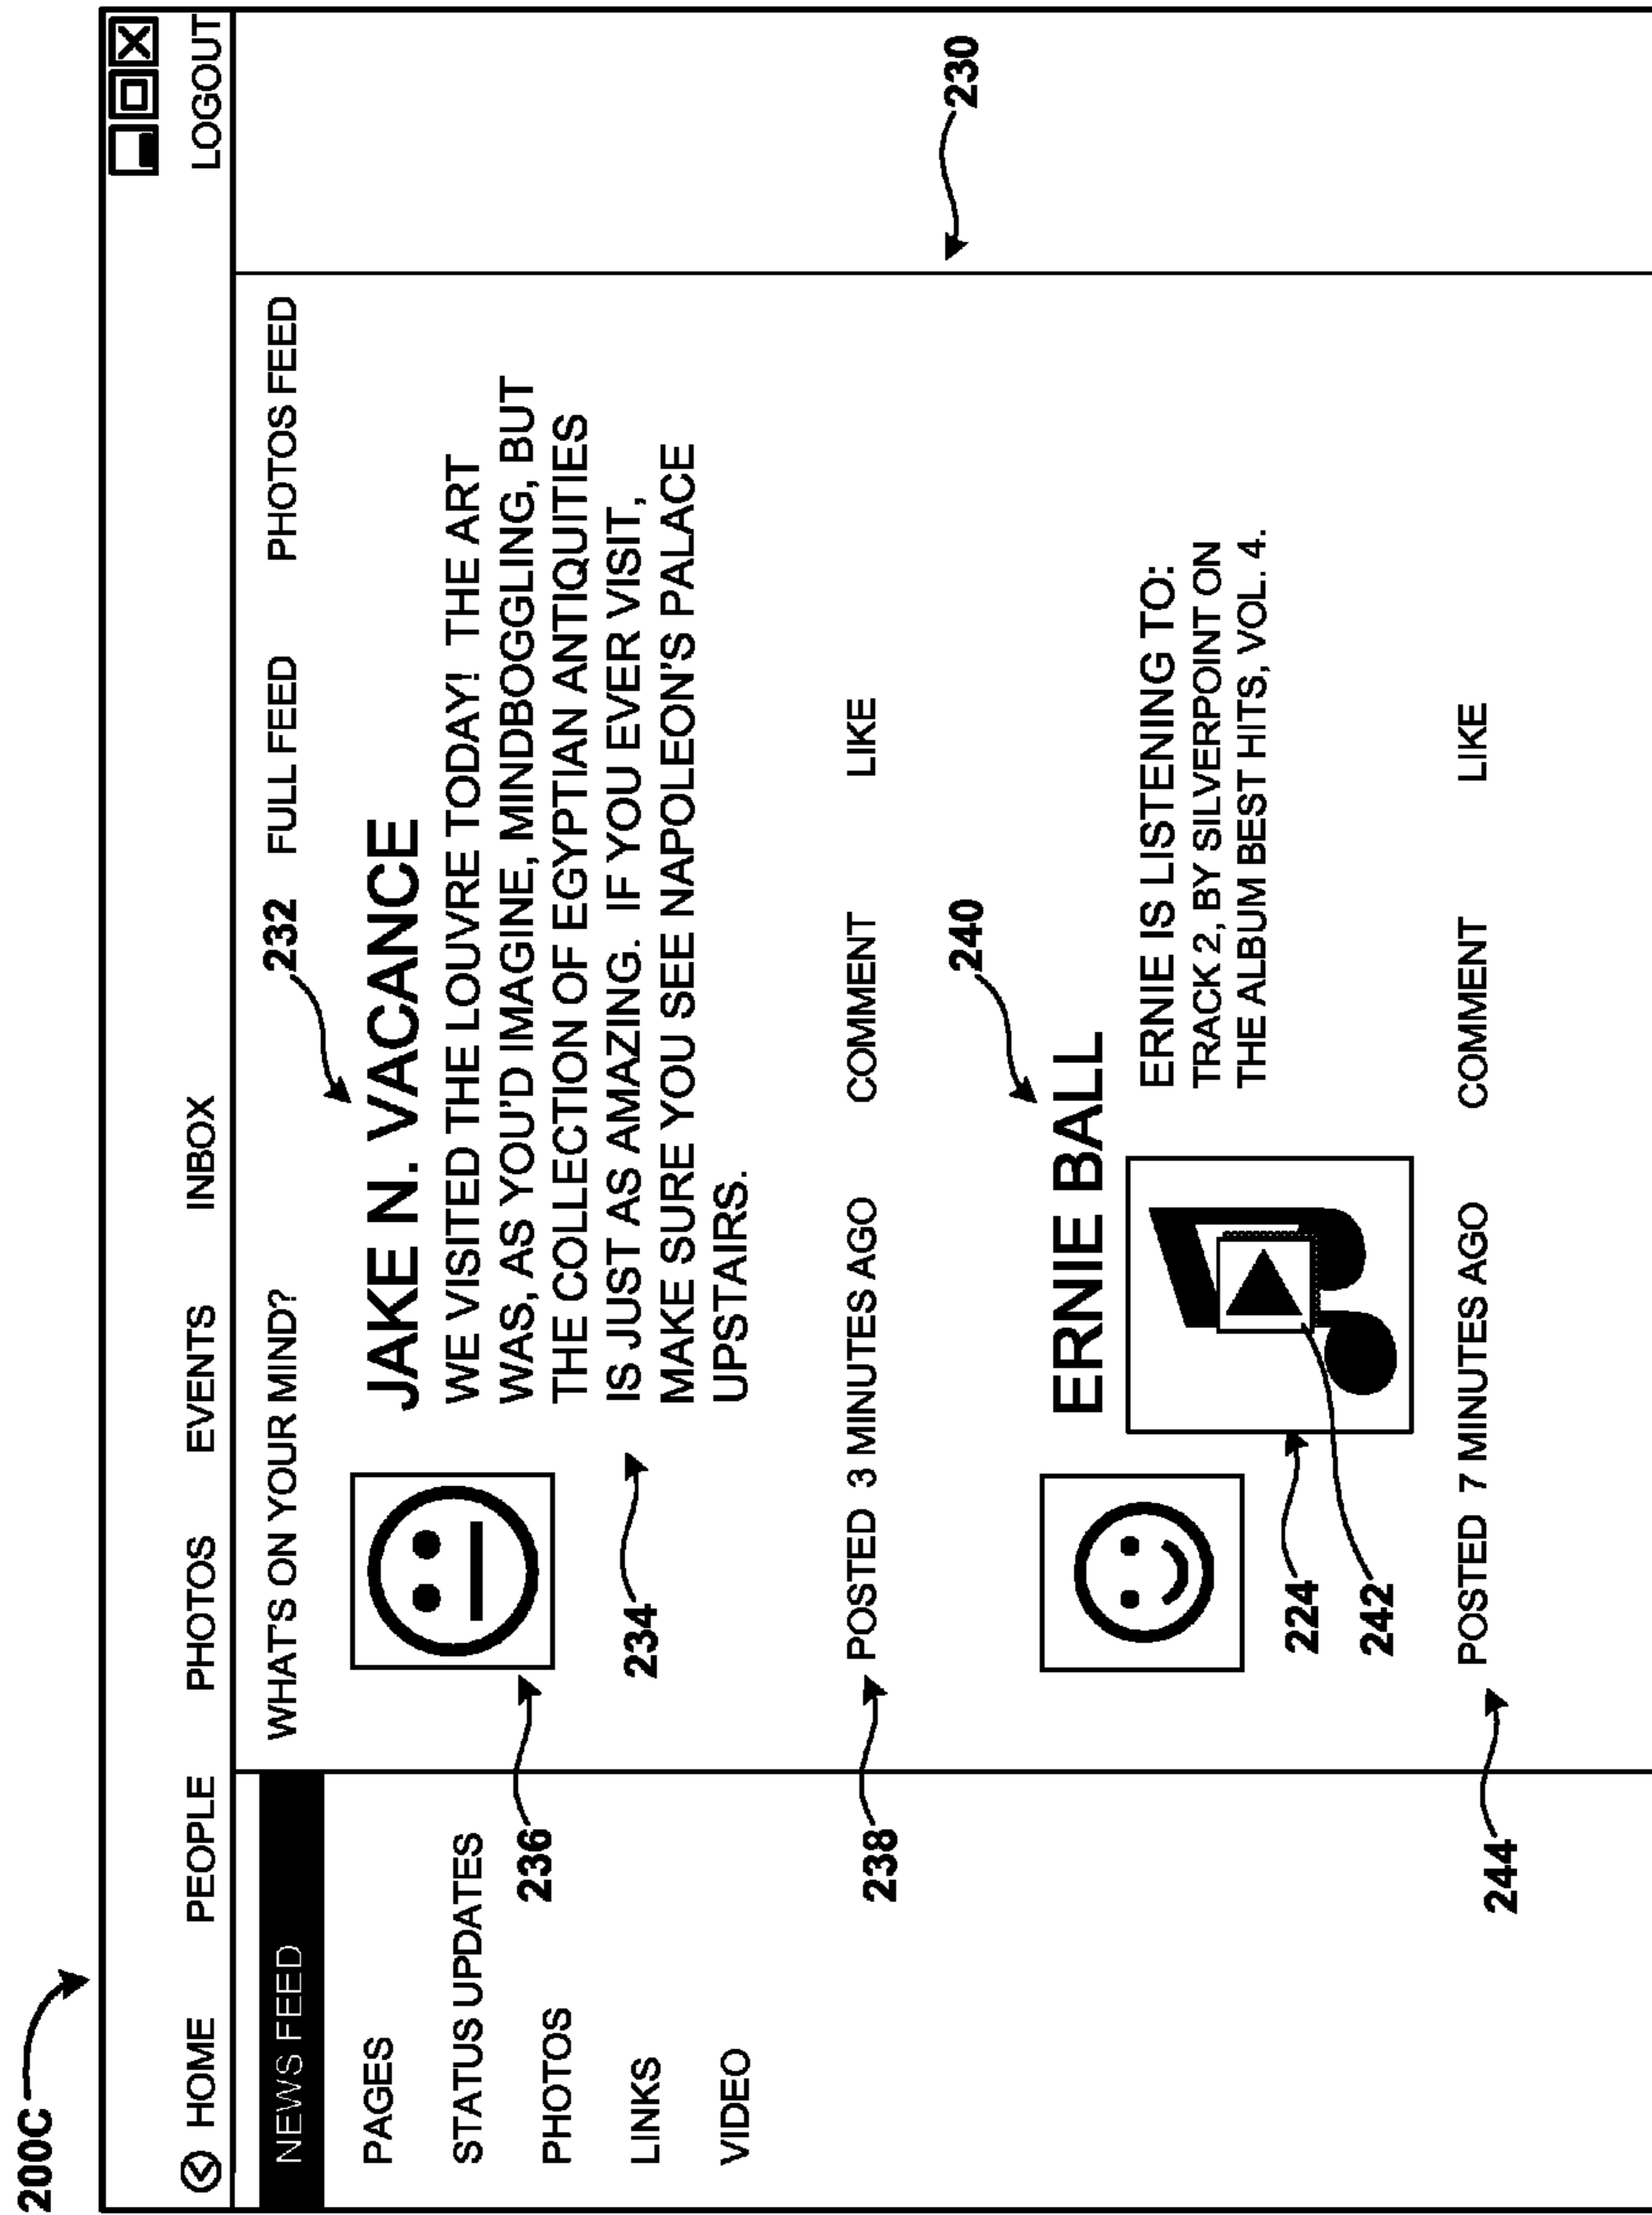 200C
HOME PEOPLE PHOTOS EVENTS INBOX LOGOUT
NEWS FEED
PAGES
STATUS UPDATES
PHOTOS
LINKS
VIDEO
WHAT'S ON YOUR MIND? 232 FULL FEED PHOTOS FEED
JAKE N. VACANCE
WE VISITED THE LOUVRE TODAY! THE ART
WAS, AS YOU'D IMAGINE, MINDBOGGLING, BUT
THE COLLECTION OF EGYPTIAN ANTIQUITIES
IS JUST AS AMAZING. IF YOU EVER VISIT,
MAKE SURE YOU SEE NAPOLEON'S PALACE
UPSTAIRS.
236
234
238 POSTED 3 MINUTES AGO COMMENT LIKE
240
230
ERNIE BALL
ERNIE IS LISTENING TO:
TRACK 2, BY SILVERPOINT ON
THE ALBUM BEST HITS, VOL. 4.
224
242
POSTED 7 MINUTES AGO COMMENT LIKE
244